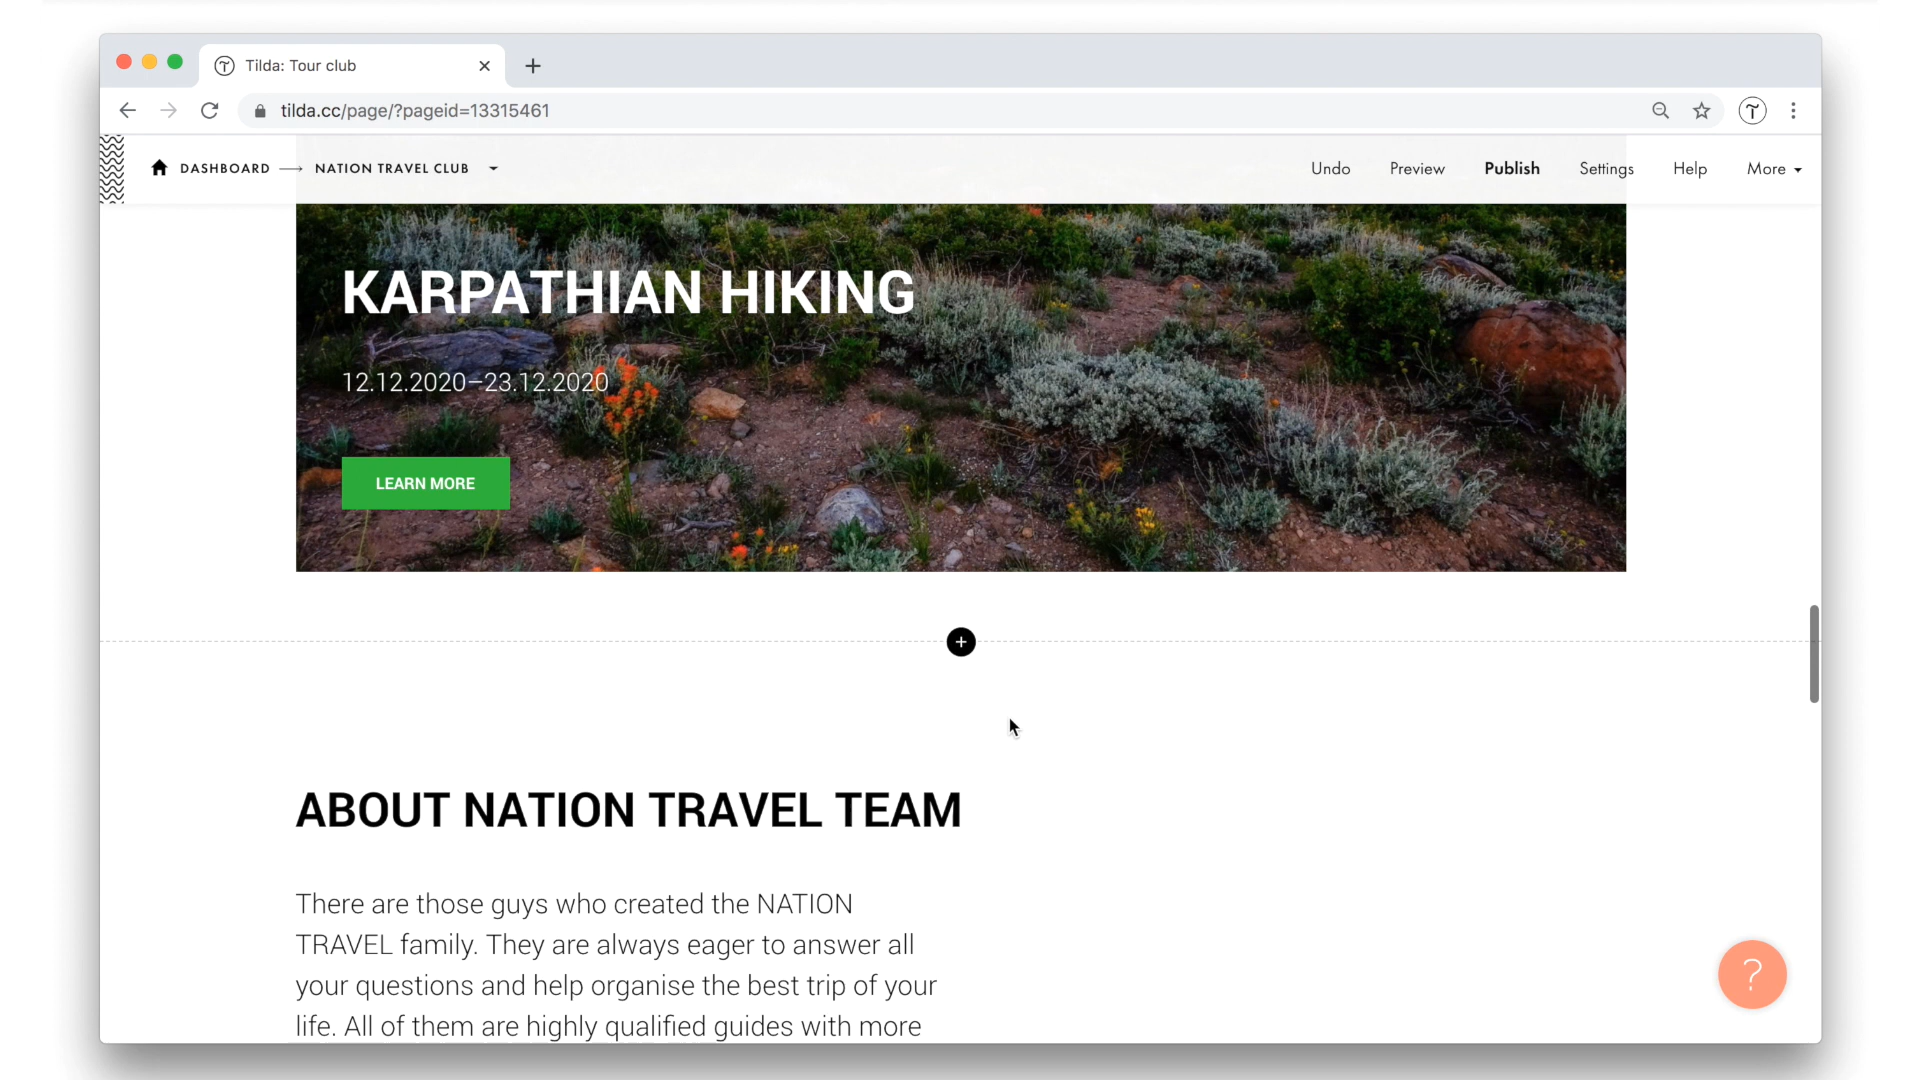 Tilda: Tour club
tilda.cc/page/?pageid=13315461
DASHBOARD → NATION TRAVEL CLUB
Undo Preview Publish Settings Help More
KARPATHIAN HIKING
12.12.2020–23.12.2020
LEARN MORE
+
ABOUT NATION TRAVEL TEAM
There are those guys who created the NATION
TRAVEL family. They are always eager to answer all
your questions and help organise the best trip of your
life. All of them are highly qualified guides with more
?